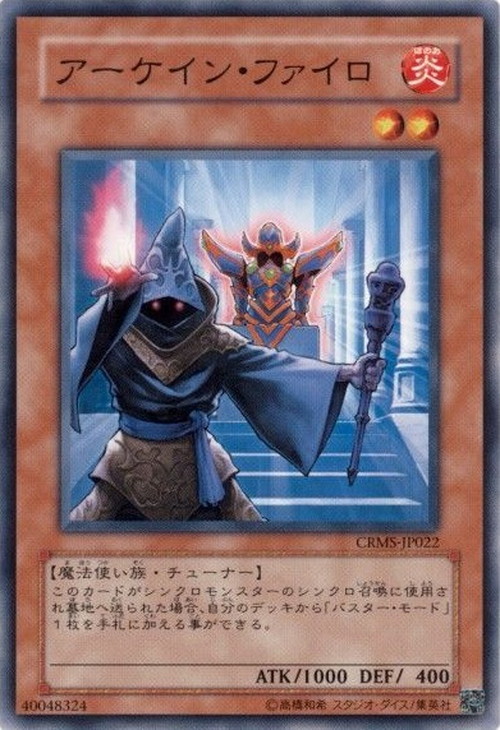 アーケイン・ファイロ
炎
ほのお
CRMS-JP022
【魔法使い族・チューナー】
このカードがシンクロモンスターのシンクロ召喚に使用さ
れ墓地へ送られた場合、自分のデッキから「バスター・モード」
１枚を手札に加える事ができる。
ATK/1000 DEF/ 400
40048324
©高橋和希 スタジオ・ダイス/集英社